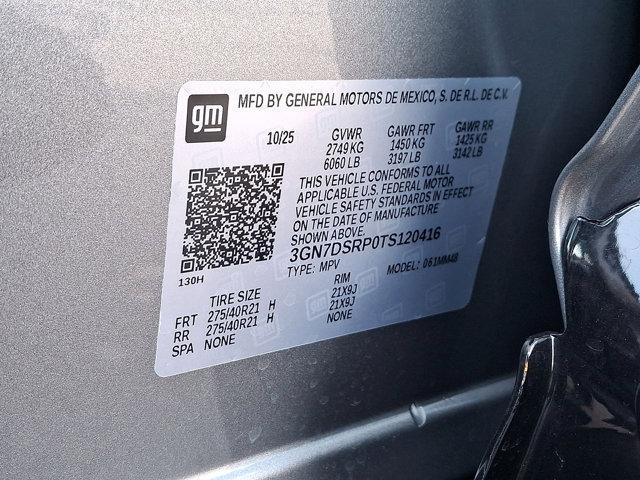 gm
MFD BY GENERAL MOTORS DE MEXICO, S. DE R.L. DE C.V.
10/25 GVWR GAWR FRT GAWR RR
2749 KG 1450 KG 1425 KG
6060 LB 3197 LB 3142 LB
THIS VEHICLE CONFORMS TO ALL
APPLICABLE U.S. FEDERAL MOTOR
VEHICLE SAFETY STANDARDS IN EFFECT
ON THE DATE OF MANUFACTURE
SHOWN ABOVE.
3GN7DSRP0TS120416
TYPE: MPV MODEL: 061MM48
130H
TIRE SIZE RIM
FRT 275/40R21 H 21X9J
RR 275/40R21 H 21X9J
SPA NONE NONE